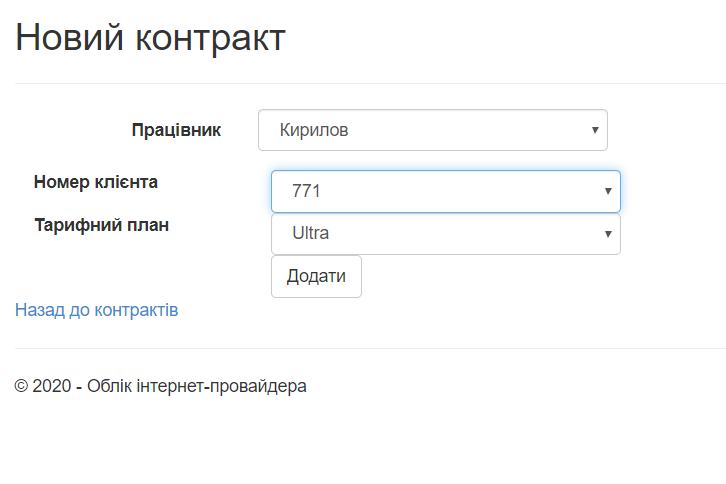 Новий контракт
Працівник Кирилов
Номер клієнта 771
Тарифний план Ultra
Додати
Назад до контрактів
© 2020 - Облік інтернет-провайдера